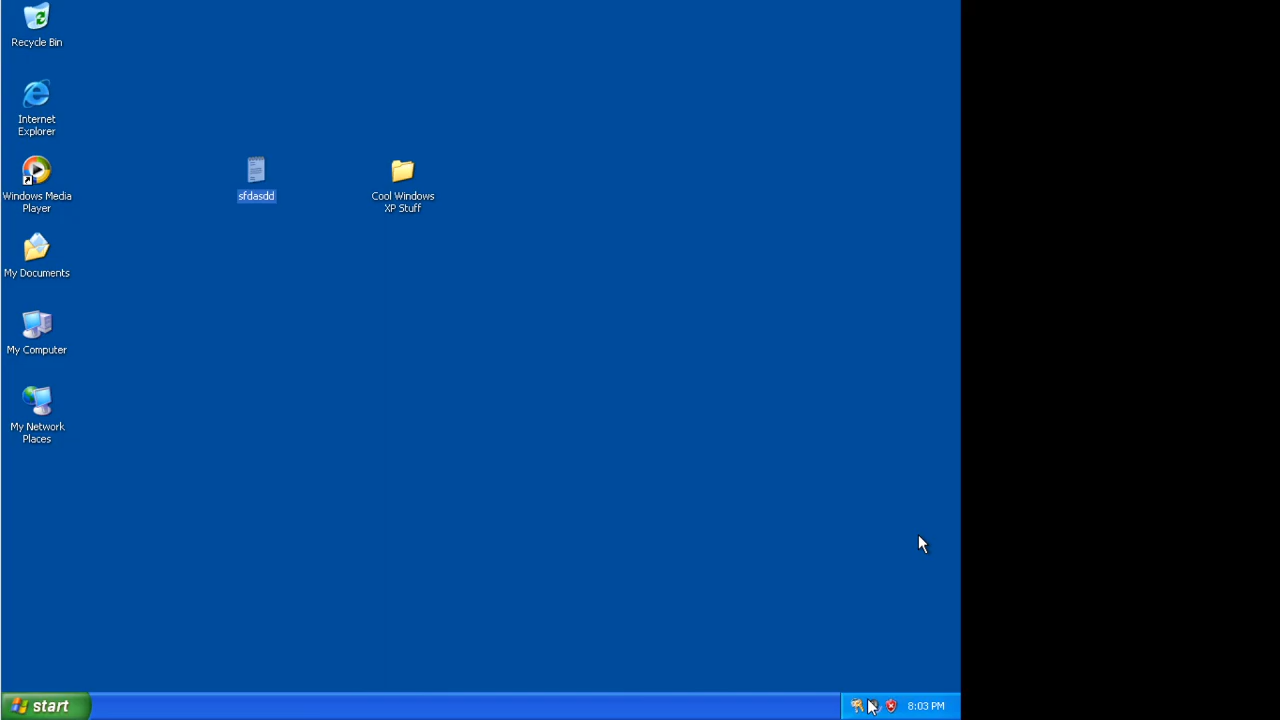 Recycle Bin
Internet
Explorer
Windows Media
Player
sfdasdd
Cool Windows
XP Stuff
My Documents
My Computer
My Network
Places
start
8:03 PM